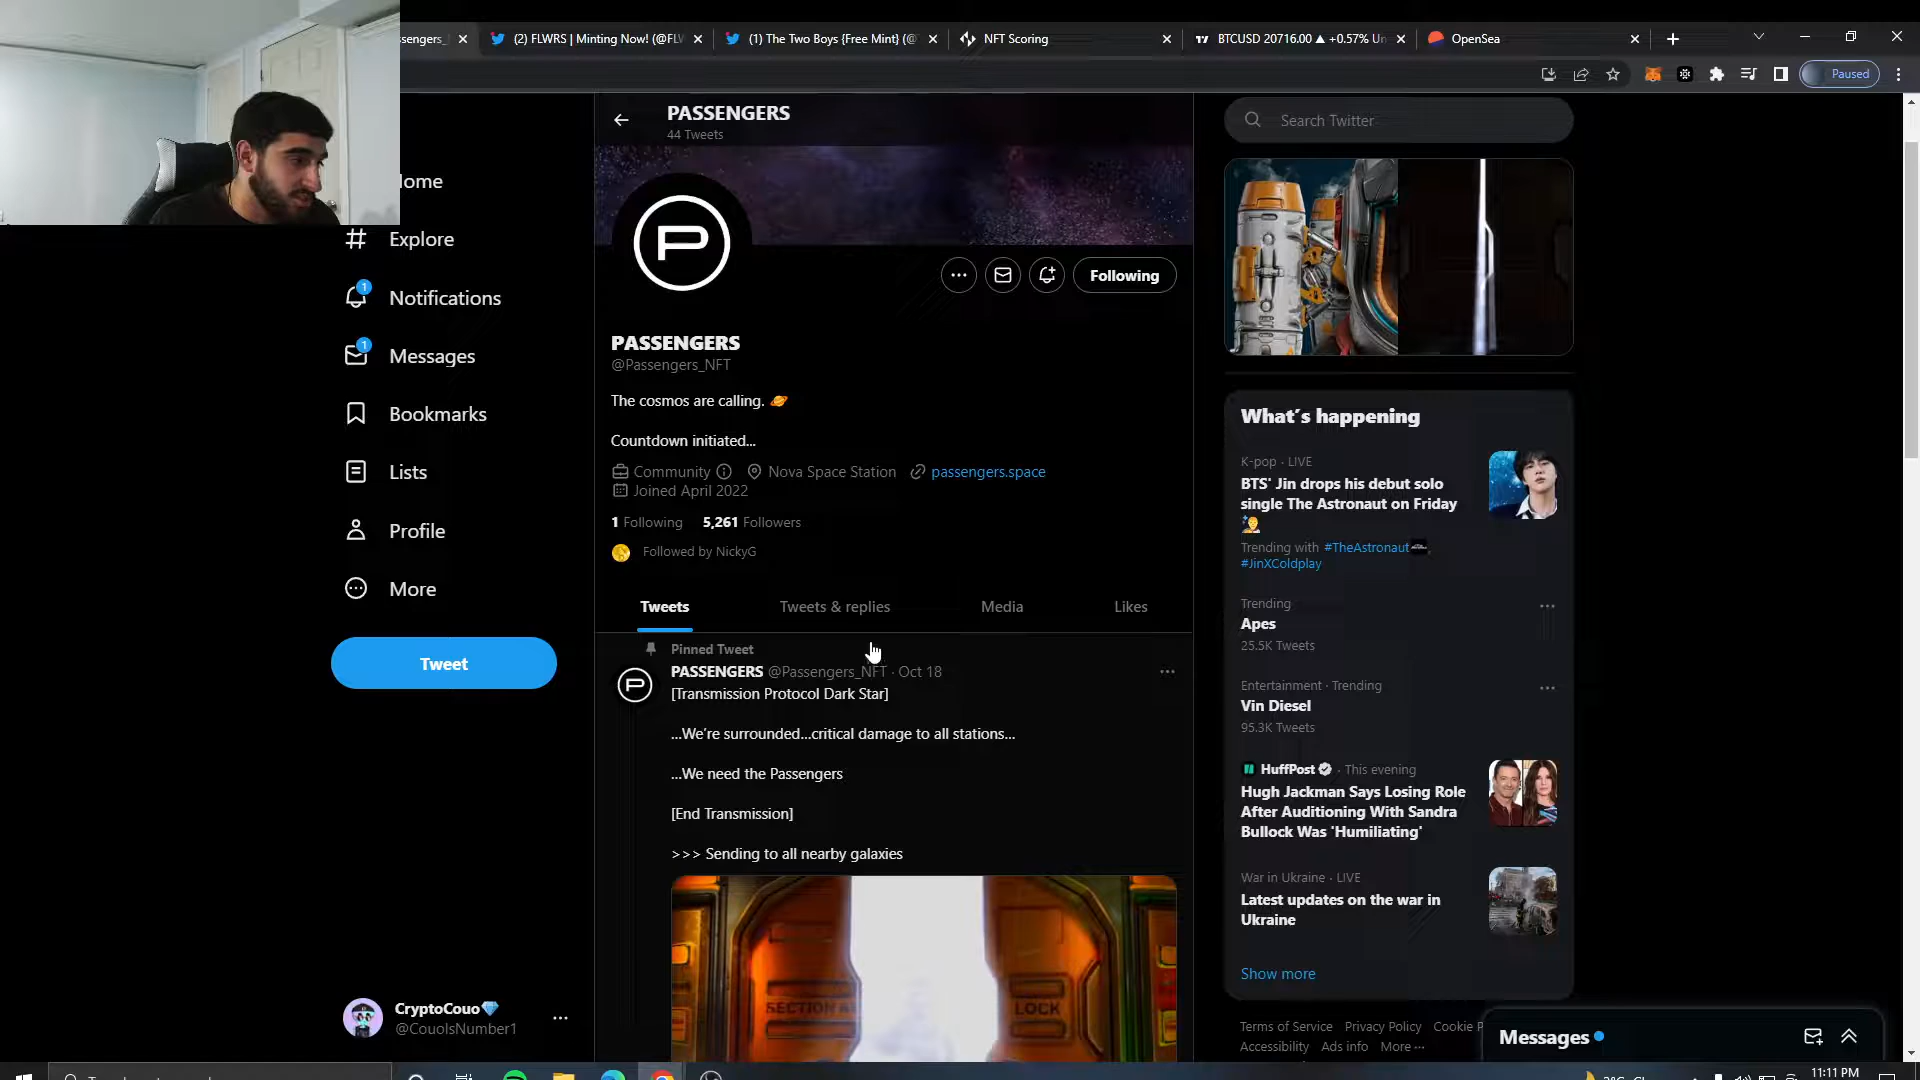 ssengers_
(2) FLWRS | Minting Now! (@FL
(1) The Two Boys {Free Mint} (@
NFT Scoring
BTCUSD 20716.00 ▲ +0.57% Un
OpenSea
Paused
PASSENGERS
44 Tweets
Search Twitter
ome
Explore
Notifications
1
Messages
1
Bookmarks
Lists
Profile
More
Tweet
CryptoCouo💎
@CouoIsNumber1
P
Following
PASSENGERS
@Passengers_NFT
The cosmos are calling. 🪐
Countdown initiated...
Community Nova Space Station passengers.space
Joined April 2022
1 Following 5,261 Followers
Followed by NickyG
Tweets Tweets & replies Media Likes
Pinned Tweet
PASSENGERS @Passengers_NFT · Oct 18
[Transmission Protocol Dark Star]
...We're surrounded...critical damage to all stations...
...We need the Passengers
[End Transmission]
>>> Sending to all nearby galaxies
SECTION
LOCK
What's happening
K-pop · LIVE
BTS' Jin drops his debut solo
single The Astronaut on Friday
Trending with #TheAstronaut,
#JinXColdplay
Trending
Apes
25.5K Tweets
Entertainment · Trending
Vin Diesel
95.3K Tweets
HuffPost · This evening
Hugh Jackman Says Losing Role
After Auditioning With Sandra
Bullock Was 'Humiliating'
War in Ukraine · LIVE
Latest updates on the war in
Ukraine
Show more
Terms of Service Privacy Policy Cookie P
Accessibility Ads info More
Messages
11:11 PM